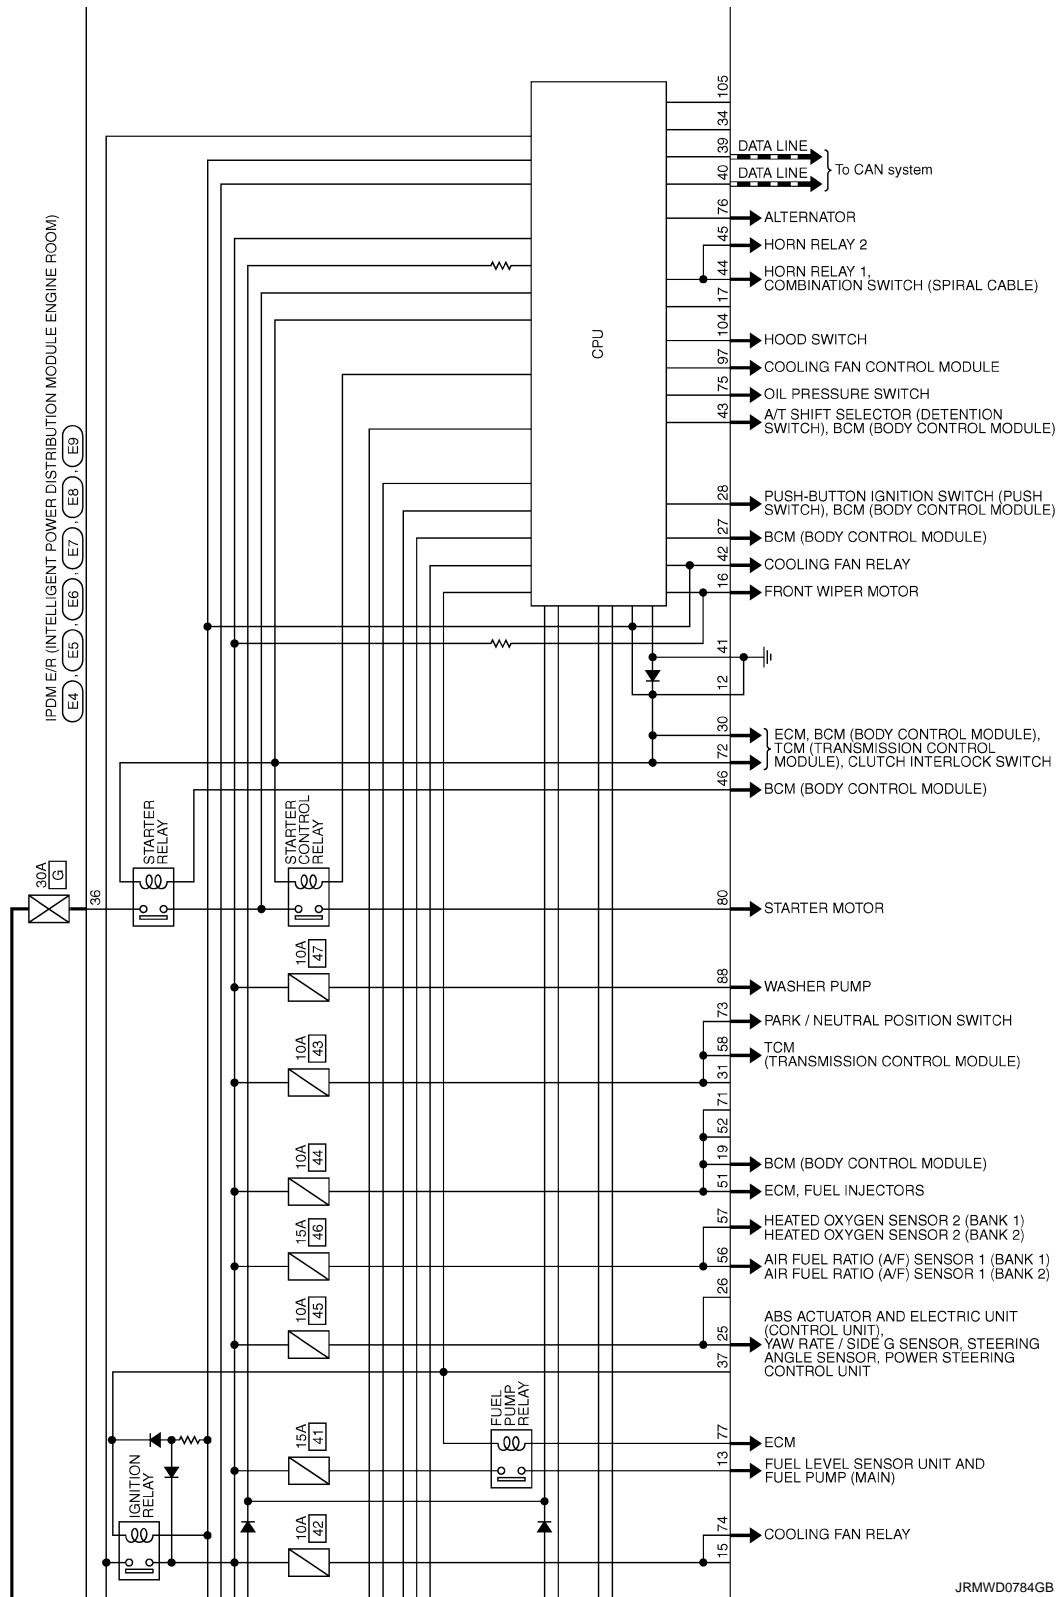 105
34
39
DATA LINE
40
DATA LINE
To CAN system
76
ALTERNATOR
45
HORN RELAY 2
44
HORN RELAY 1,
COMBINATION SWITCH (SPIRAL CABLE)
17
104
HOOD SWITCH
97
COOLING FAN CONTROL MODULE
75
OIL PRESSURE SWITCH
43
A/T SHIFT SELECTOR (DETENTION
SWITCH), BCM (BODY CONTROL MODULE)
CPU
28
PUSH-BUTTON IGNITION SWITCH (PUSH
SWITCH), BCM (BODY CONTROL MODULE)
27
BCM (BODY CONTROL MODULE)
42
COOLING FAN RELAY
16
FRONT WIPER MOTOR
41
12
30
ECM, BCM (BODY CONTROL MODULE),
TCM (TRANSMISSION CONTROL
MODULE), CLUTCH INTERLOCK SWITCH
72
46
BCM (BODY CONTROL MODULE)
IPDM E/R (INTELLIGENT POWER DISTRIBUTION MODULE ENGINE ROOM)
E4 , E5 , E6 , E7 , E8 , E9
STARTER
RELAY
STARTER
CONTROL
RELAY
30A
G
36
80
STARTER MOTOR
10A
47
88
WASHER PUMP
73
PARK / NEUTRAL POSITION SWITCH
10A
43
58
TCM
(TRANSMISSION CONTROL MODULE)
31
71
52
10A
44
19
BCM (BODY CONTROL MODULE)
51
ECM, FUEL INJECTORS
15A
46
57
HEATED OXYGEN SENSOR 2 (BANK 1)
HEATED OXYGEN SENSOR 2 (BANK 2)
56
AIR FUEL RATIO (A/F) SENSOR 1 (BANK 1)
AIR FUEL RATIO (A/F) SENSOR 1 (BANK 2)
26
10A
45
25
ABS ACTUATOR AND ELECTRIC UNIT
(CONTROL UNIT),
YAW RATE / SIDE G SENSOR, STEERING
ANGLE SENSOR, POWER STEERING
CONTROL UNIT
37
FUEL
PUMP
RELAY
77
ECM
15A
41
13
FUEL LEVEL SENSOR UNIT AND
FUEL PUMP (MAIN)
IGNITION
RELAY
10A
42
74
COOLING FAN RELAY
15
JRMWD0784GB